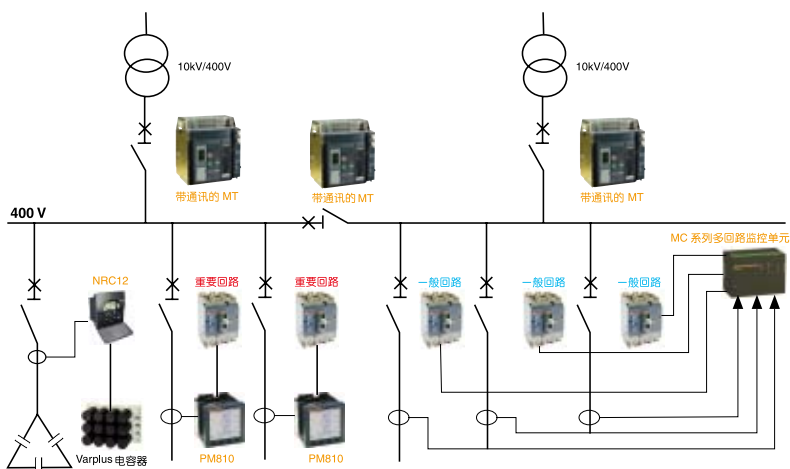 10kV/400V
10kV/400V
带通讯的 MT
带通讯的 MT
带通讯的 MT
400 V
MC 系列多回路监控单元
NRC12
重要回路
重要回路
一般回路
一般回路
一般回路
Varplus 电容器
PM810
PM810